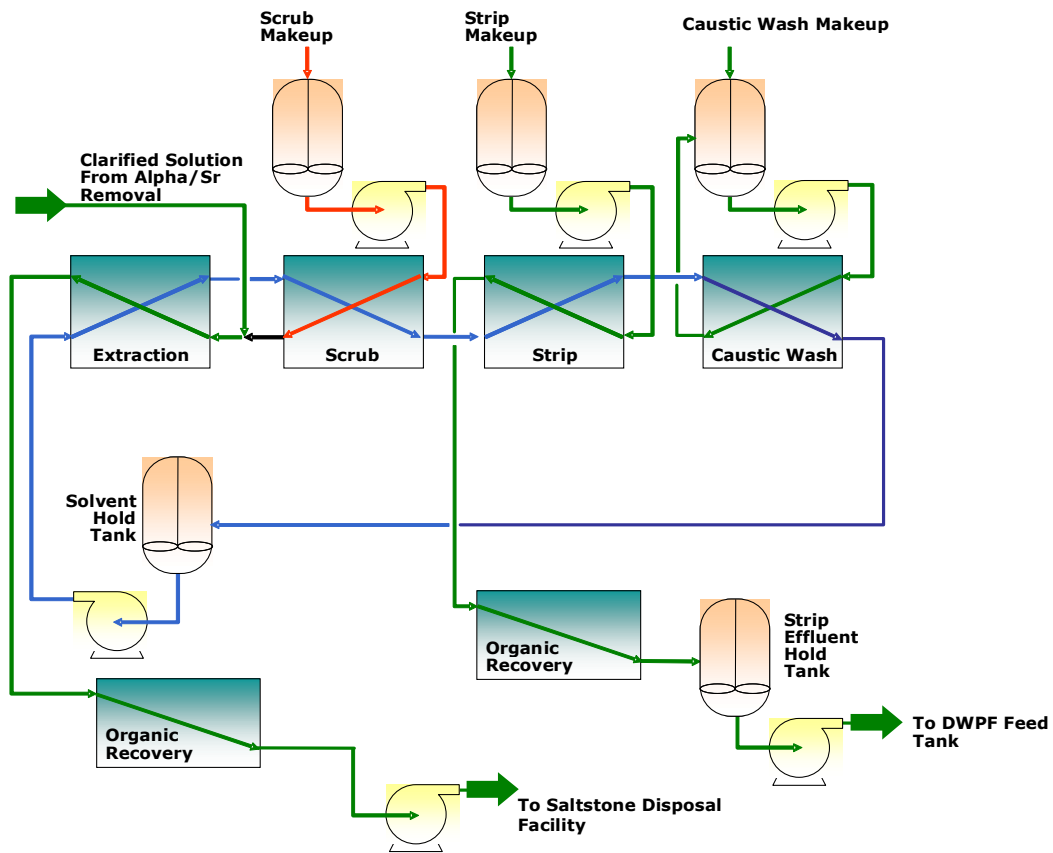 Scrub
Makeup
Strip
Makeup
Caustic Wash Makeup
Clarified Solution
From Alpha/Sr
Removal
Extraction
Scrub
Strip
Caustic Wash
Solvent
Hold
Tank
Organic
Recovery
Strip
Effluent
Hold
Tank
Organic
Recovery
To DWPF Feed
Tank
To Saltstone Disposal
Facility